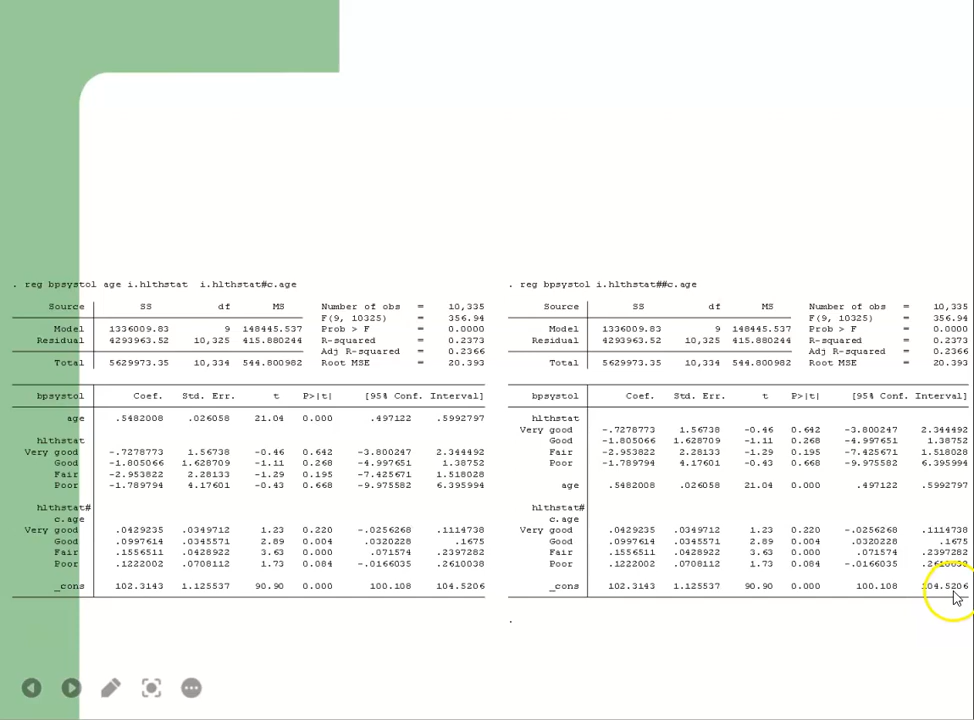 . reg bpsystol age i.hlthstat  i.hlthstat#c.age
Source SS df MS Number of obs = 10,335
F(9, 10325) = 356.94
Model 1336009.83 9 148445.537 Prob > F = 0.0000
Residual 4293963.52 10,325 415.880244 R-squared = 0.2373
Adj R-squared = 0.2366
Total 5629973.35 10,334 544.800982 Root MSE = 20.393
bpsystol Coef. Std. Err. t P>|t| [95% Conf. Interval]
age .5482008 .026058 21.04 0.000 .497122 .5992797
hlthstat
Very good -.7278773 1.56738 -0.46 0.642 -3.800247 2.344492
Good -1.805066 1.628709 -1.11 0.268 -4.997651 1.38752
Fair -2.953822 2.28133 -1.29 0.195 -7.425671 1.518028
Poor -1.789794 4.17601 -0.43 0.668 -9.975582 6.395994
hlthstat#
c.age
Very good .0429235 .0349712 1.23 0.220 -.0256268 .1114738
Good .0997614 .0345571 2.89 0.004 .0320228 .1675
Fair .1556511 .0428922 3.63 0.000 .071574 .2397282
Poor .1222002 .0708112 1.73 0.084 -.0166035 .2610038
_cons 102.3143 1.125537 90.90 0.000 100.108 104.5206
. reg bpsystol i.hlthstat##c.age
Source SS df MS Number of obs = 10,335
F(9, 10325) = 356.94
Model 1336009.83 9 148445.537 Prob > F = 0.0000
Residual 4293963.52 10,325 415.880244 R-squared = 0.2373
Adj R-squared = 0.2366
Total 5629973.35 10,334 544.800982 Root MSE = 20.393
bpsystol Coef. Std. Err. t P>|t| [95% Conf. Interval]
hlthstat
Very good -.7278773 1.56738 -0.46 0.642 -3.800247 2.344492
Good -1.805066 1.628709 -1.11 0.268 -4.997651 1.38752
Fair -2.953822 2.28133 -1.29 0.195 -7.425671 1.518028
Poor -1.789794 4.17601 -0.43 0.668 -9.975582 6.395994
age .5482008 .026058 21.04 0.000 .497122 .5992797
hlthstat#
c.age
Very good .0429235 .0349712 1.23 0.220 -.0256268 .1114738
Good .0997614 .0345571 2.89 0.004 .0320228 .1675
Fair .1556511 .0428922 3.63 0.000 .071574 .2397282
Poor .1222002 .0708112 1.73 0.084 -.0166035 .2610038
_cons 102.3143 1.125537 90.90 0.000 100.108 104.5206
.